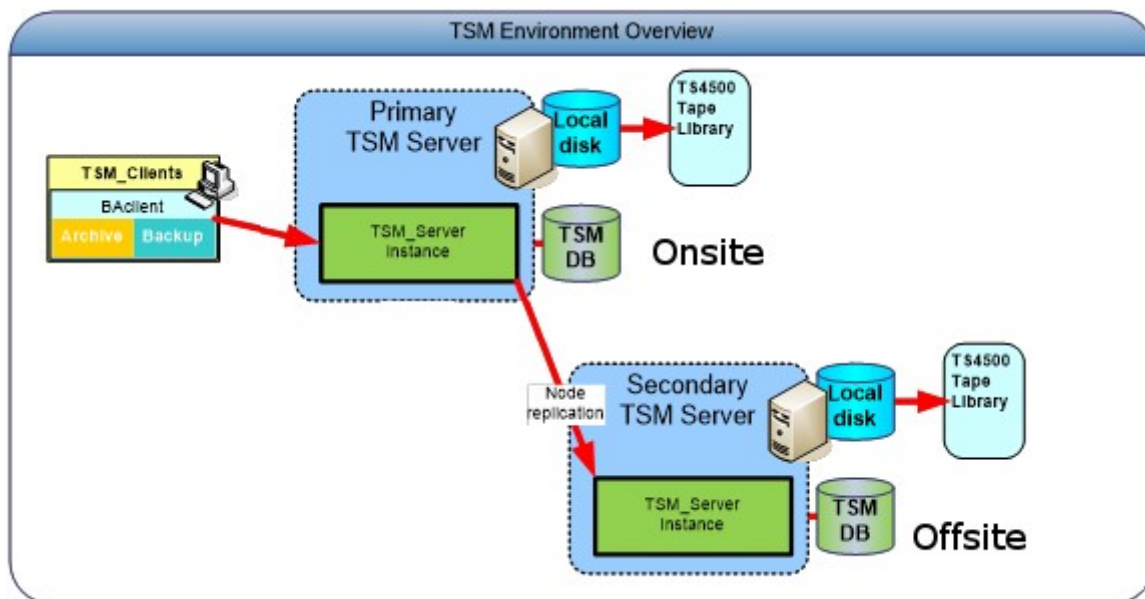 TSM Environment Overview
Primary
TSM Server
Local
disk
TS4500
Tape
Library
TSM_Clients
BAclient
Archive Backup
TSM_Server
Instance
TSM
DB
Onsite
Node
replication
Secondary
TSM Server
Local
disk
TS4500
Tape
Library
TSM_Server
Instance
TSM
DB
Offsite